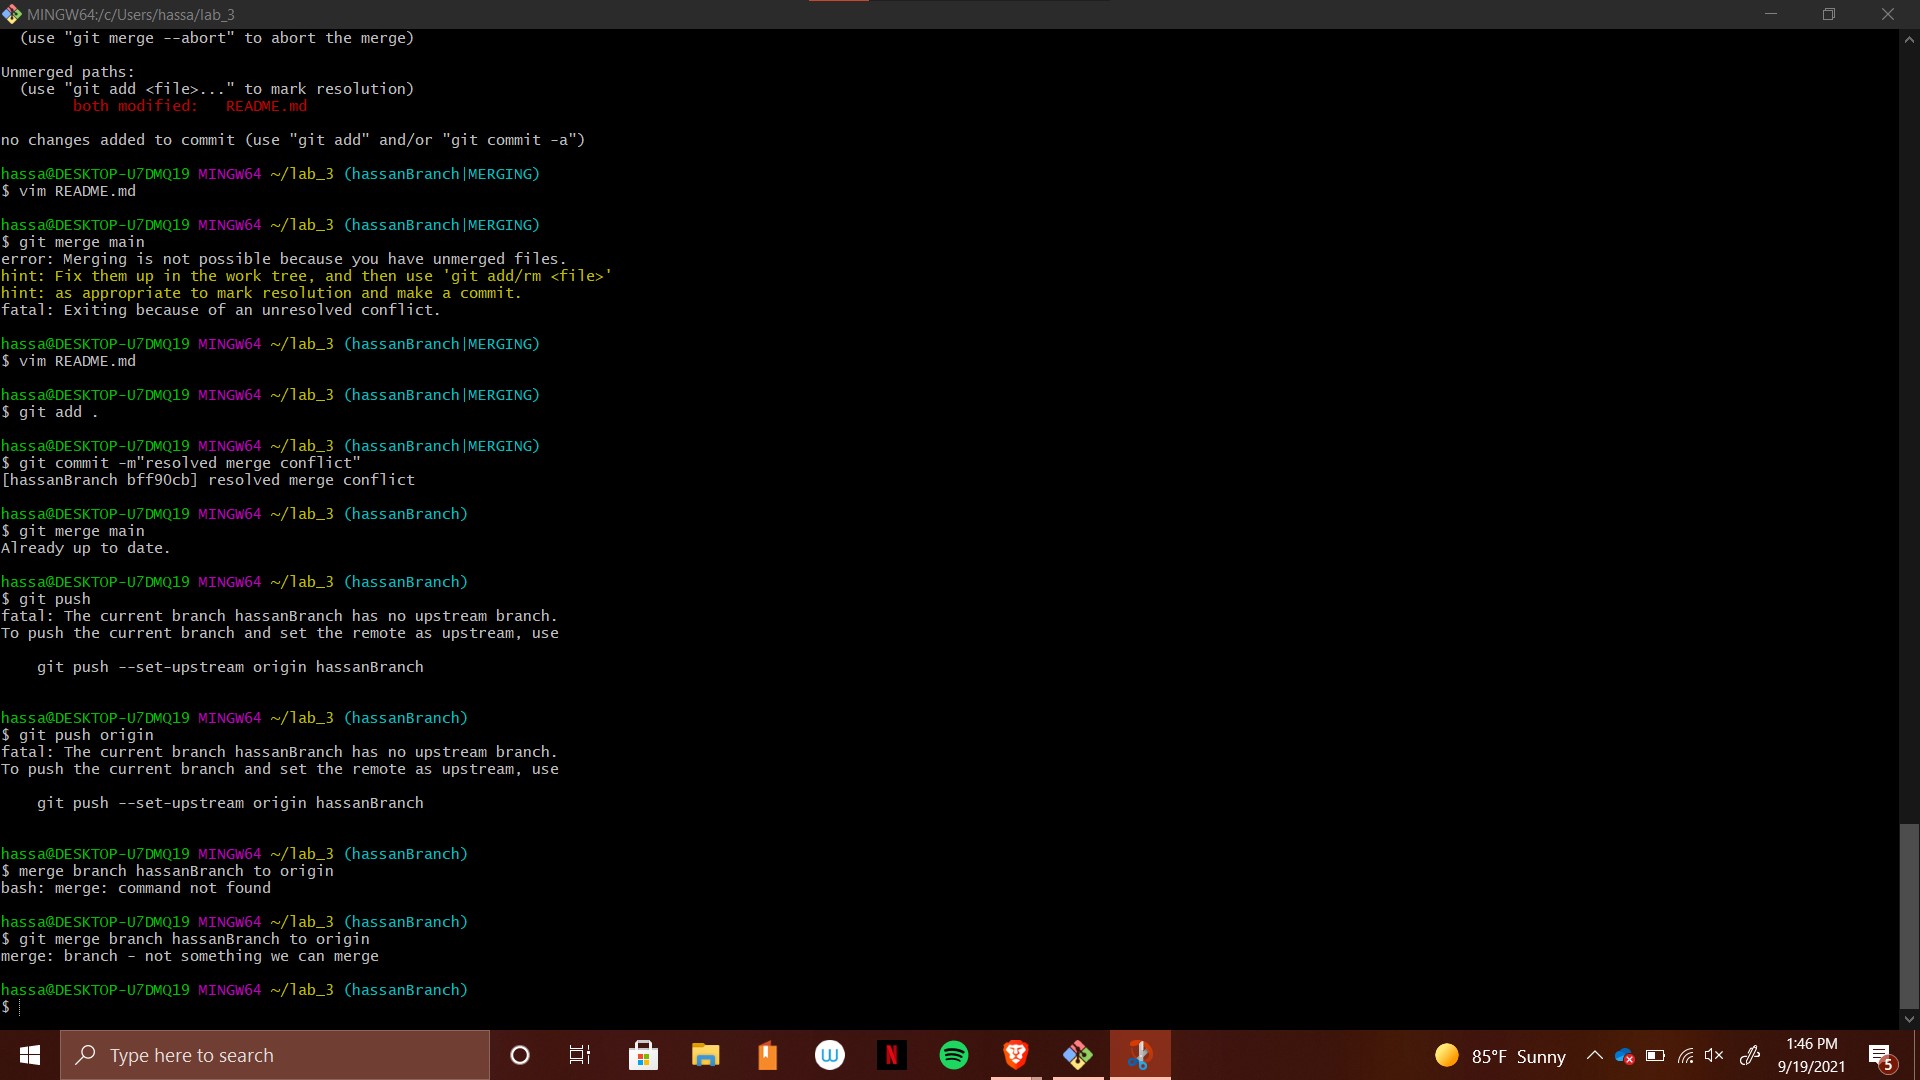 MINGW64:/c/Users/hassa/lab_3
(use "git merge --abort" to abort the merge)
Unmerged paths:
(use "git add <file>..." to mark resolution)
both modified:   README.md
no changes added to commit (use "git add" and/or "git commit -a")
hassa@DESKTOP-U7DMQ19 MINGW64 ~/lab_3 (hassanBranch|MERGING)
$ vim README.md
hassa@DESKTOP-U7DMQ19 MINGW64 ~/lab_3 (hassanBranch|MERGING)
$ git merge main
error: Merging is not possible because you have unmerged files.
hint: Fix them up in the work tree, and then use 'git add/rm <file>'
hint: as appropriate to mark resolution and make a commit.
fatal: Exiting because of an unresolved conflict.
hassa@DESKTOP-U7DMQ19 MINGW64 ~/lab_3 (hassanBranch|MERGING)
$ vim README.md
hassa@DESKTOP-U7DMQ19 MINGW64 ~/lab_3 (hassanBranch|MERGING)
$ git add .
hassa@DESKTOP-U7DMQ19 MINGW64 ~/lab_3 (hassanBranch|MERGING)
$ git commit -m"resolved merge conflict"
[hassanBranch bff90cb] resolved merge conflict
hassa@DESKTOP-U7DMQ19 MINGW64 ~/lab_3 (hassanBranch)
$ git merge main
Already up to date.
hassa@DESKTOP-U7DMQ19 MINGW64 ~/lab_3 (hassanBranch)
$ git push
fatal: The current branch hassanBranch has no upstream branch.
To push the current branch and set the remote as upstream, use
git push --set-upstream origin hassanBranch
hassa@DESKTOP-U7DMQ19 MINGW64 ~/lab_3 (hassanBranch)
$ git push origin
fatal: The current branch hassanBranch has no upstream branch.
To push the current branch and set the remote as upstream, use
git push --set-upstream origin hassanBranch
hassa@DESKTOP-U7DMQ19 MINGW64 ~/lab_3 (hassanBranch)
$ merge branch hassanBranch to origin
bash: merge: command not found
hassa@DESKTOP-U7DMQ19 MINGW64 ~/lab_3 (hassanBranch)
$ git merge branch hassanBranch to origin
merge: branch - not something we can merge
hassa@DESKTOP-U7DMQ19 MINGW64 ~/lab_3 (hassanBranch)
$
Type here to search
85°F Sunny
1:46 PM
9/19/2021
5